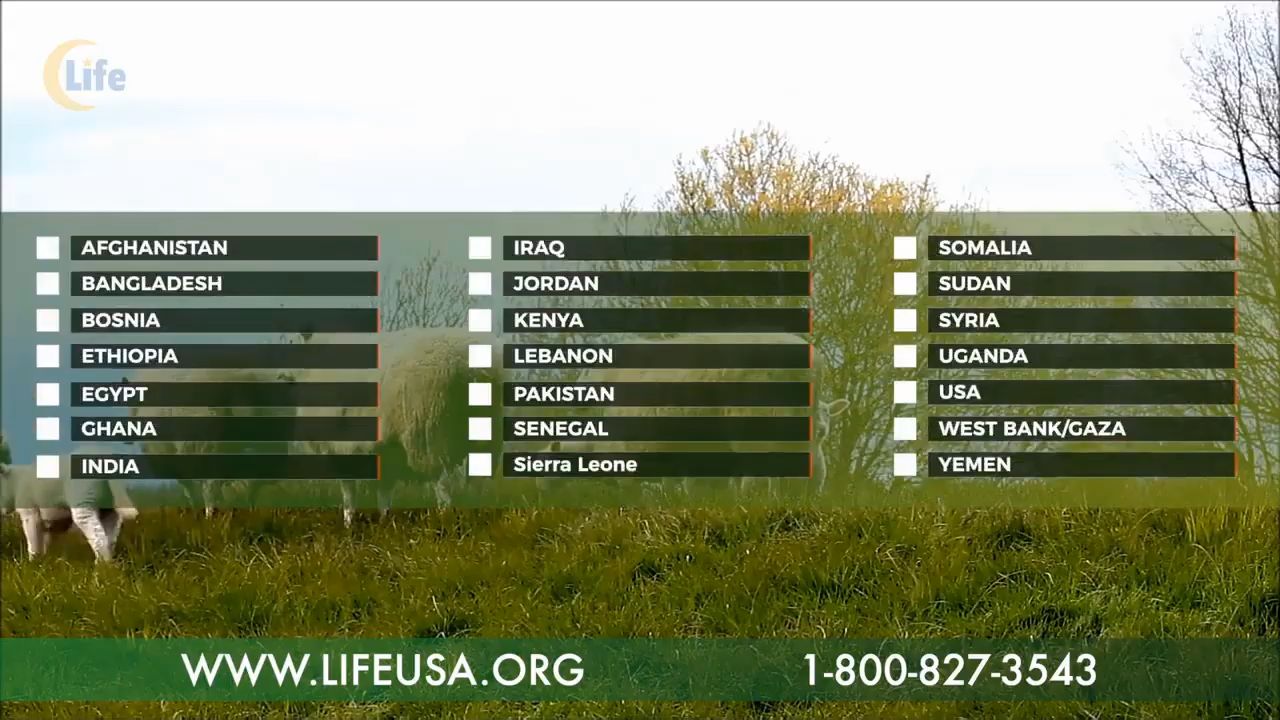 Life
AFGHANISTAN
BANGLADESH
BOSNIA
ETHIOPIA
EGYPT
GHANA
INDIA
IRAQ
JORDAN
KENYA
LEBANON
PAKISTAN
SENEGAL
Sierra Leone
SOMALIA
SUDAN
SYRIA
UGANDA
USA
WEST BANK/GAZA
YEMEN
WWW.LIFEUSA.ORG
1-800-827-3543